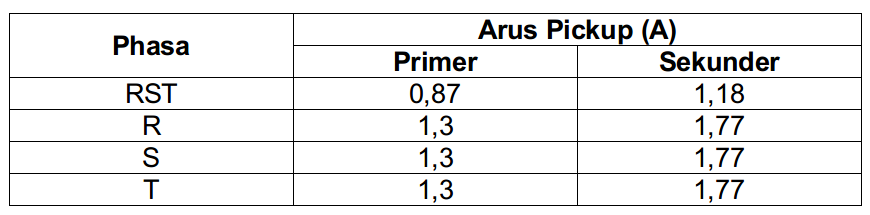 Phasa Arus Pickup (A)
Primer Sekunder
RST 0,87 1,18
R 1,3 1,77
S 1,3 1,77
T 1,3 1,77